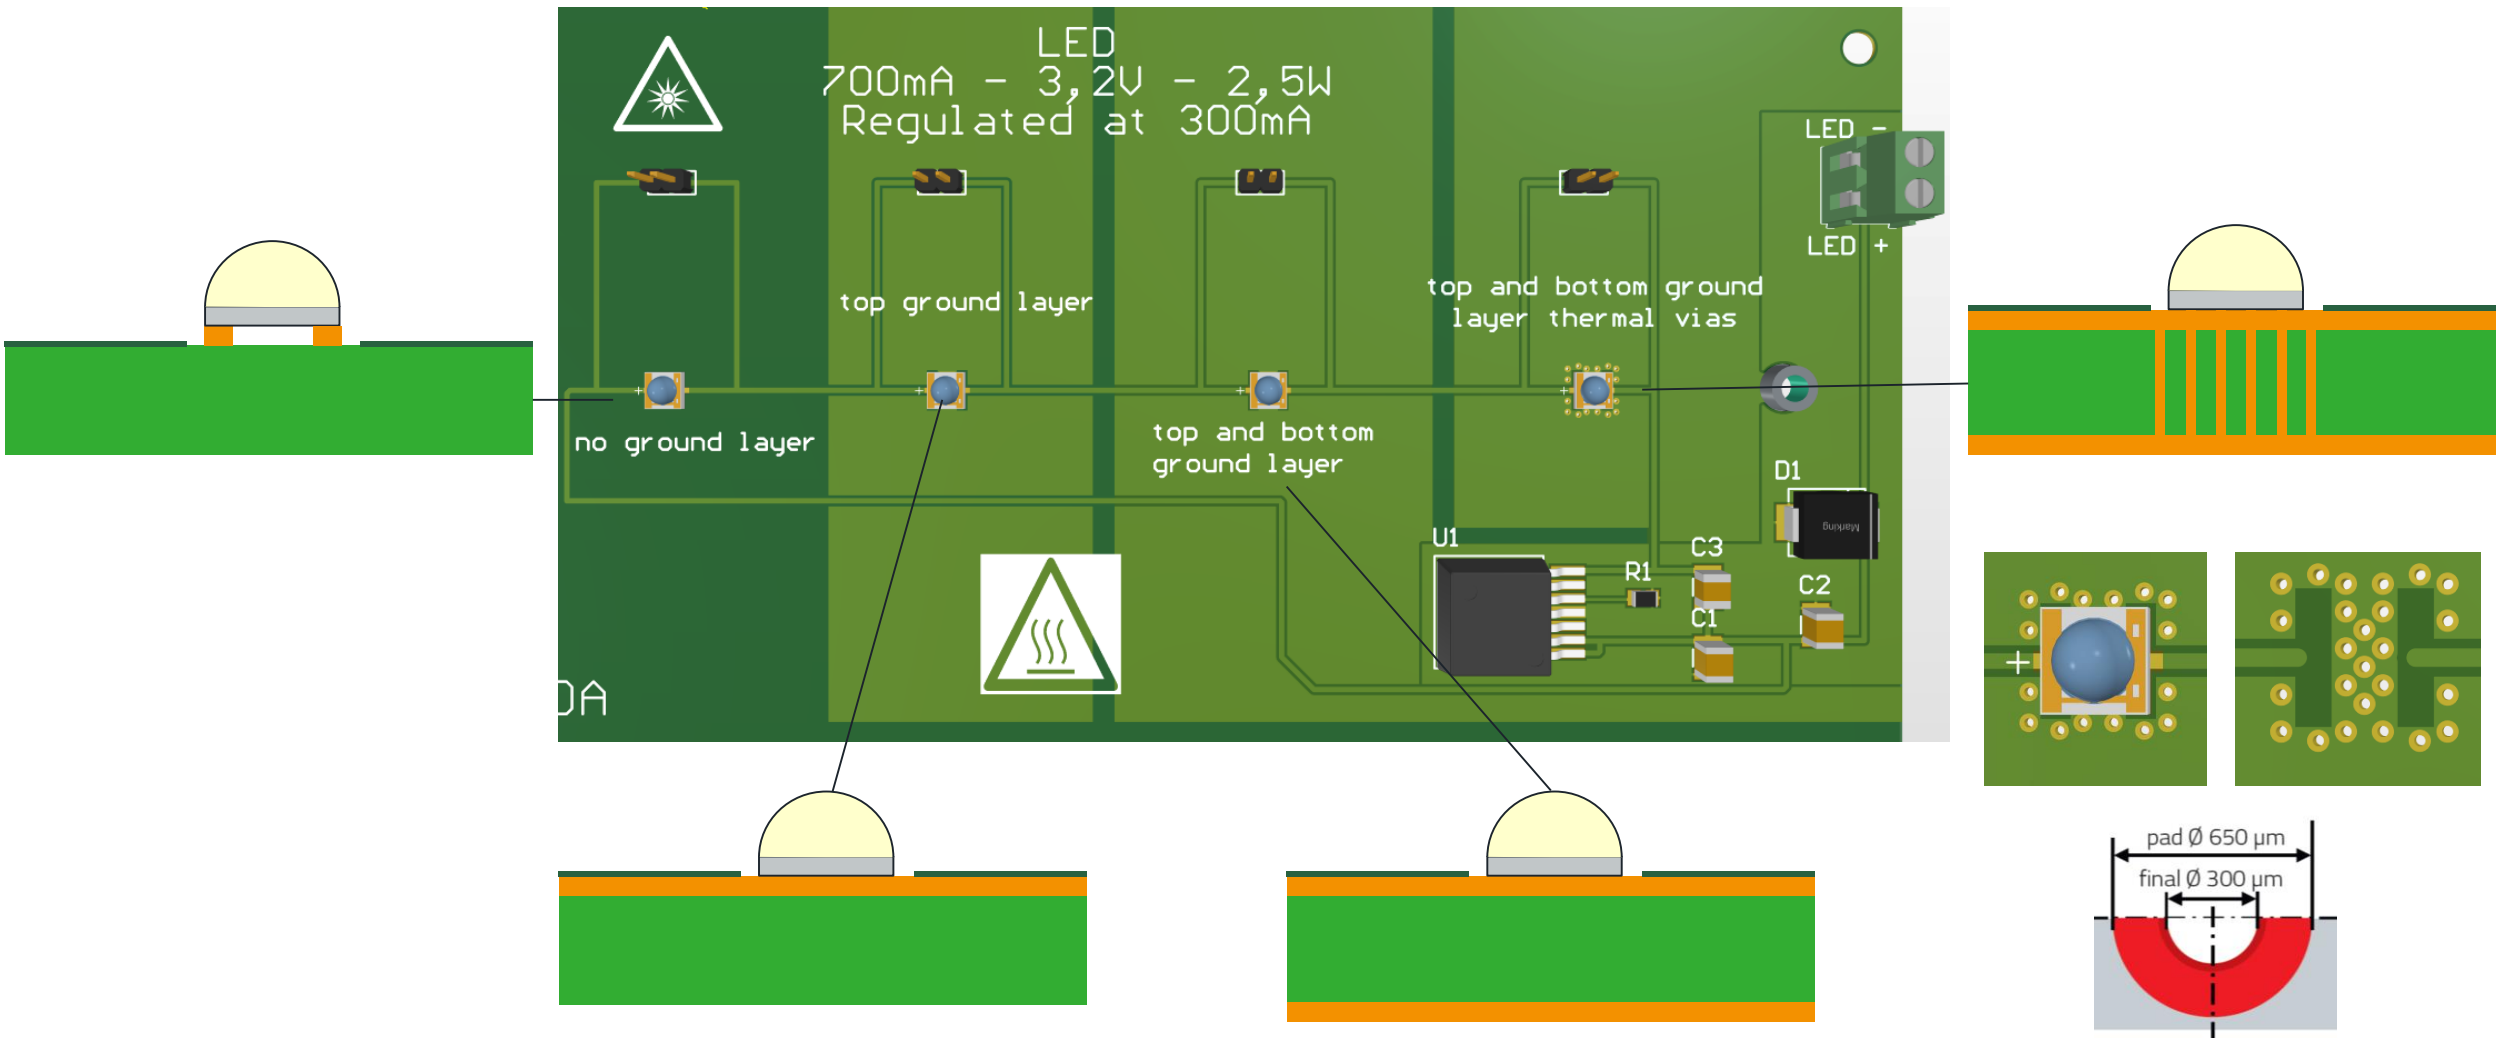 LED
700mA - 3,2V - 2,5W
Regulated at 300mA
LED -
LED +
top ground layer
top and bottom ground
layer thermal vias
no ground layer
top and bottom
ground layer
D1
Marking
U1
C3
R1
C2
C1
DA
pad Ø 650 µm
final Ø 300 µm